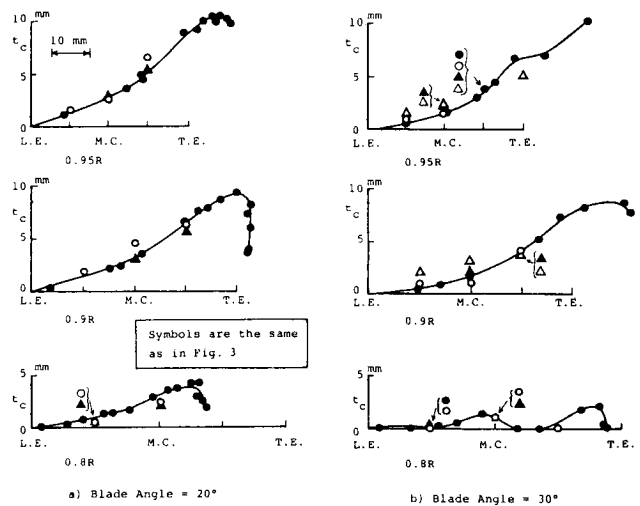 mm
10
10 mm
t c
5
0
L.E. M.C. T.E.
0.95R
mm
10
t c
5
0
L.E. M.C. T.E.
0.9R
Symbols are the same
as in Fig. 3
mm
5
t c
0
L.E. M.C. T.E.
0.8R
a) Blade Angle = 20°
mm
10
t c
5
0
L.E. M.C. T.E.
0.95R
mm
10
t c
5
0
L.E. M.C. T.E.
0.9R
mm
5
t c
0
L.E. M.C. T.E.
0.8R
b) Blade Angle = 30°